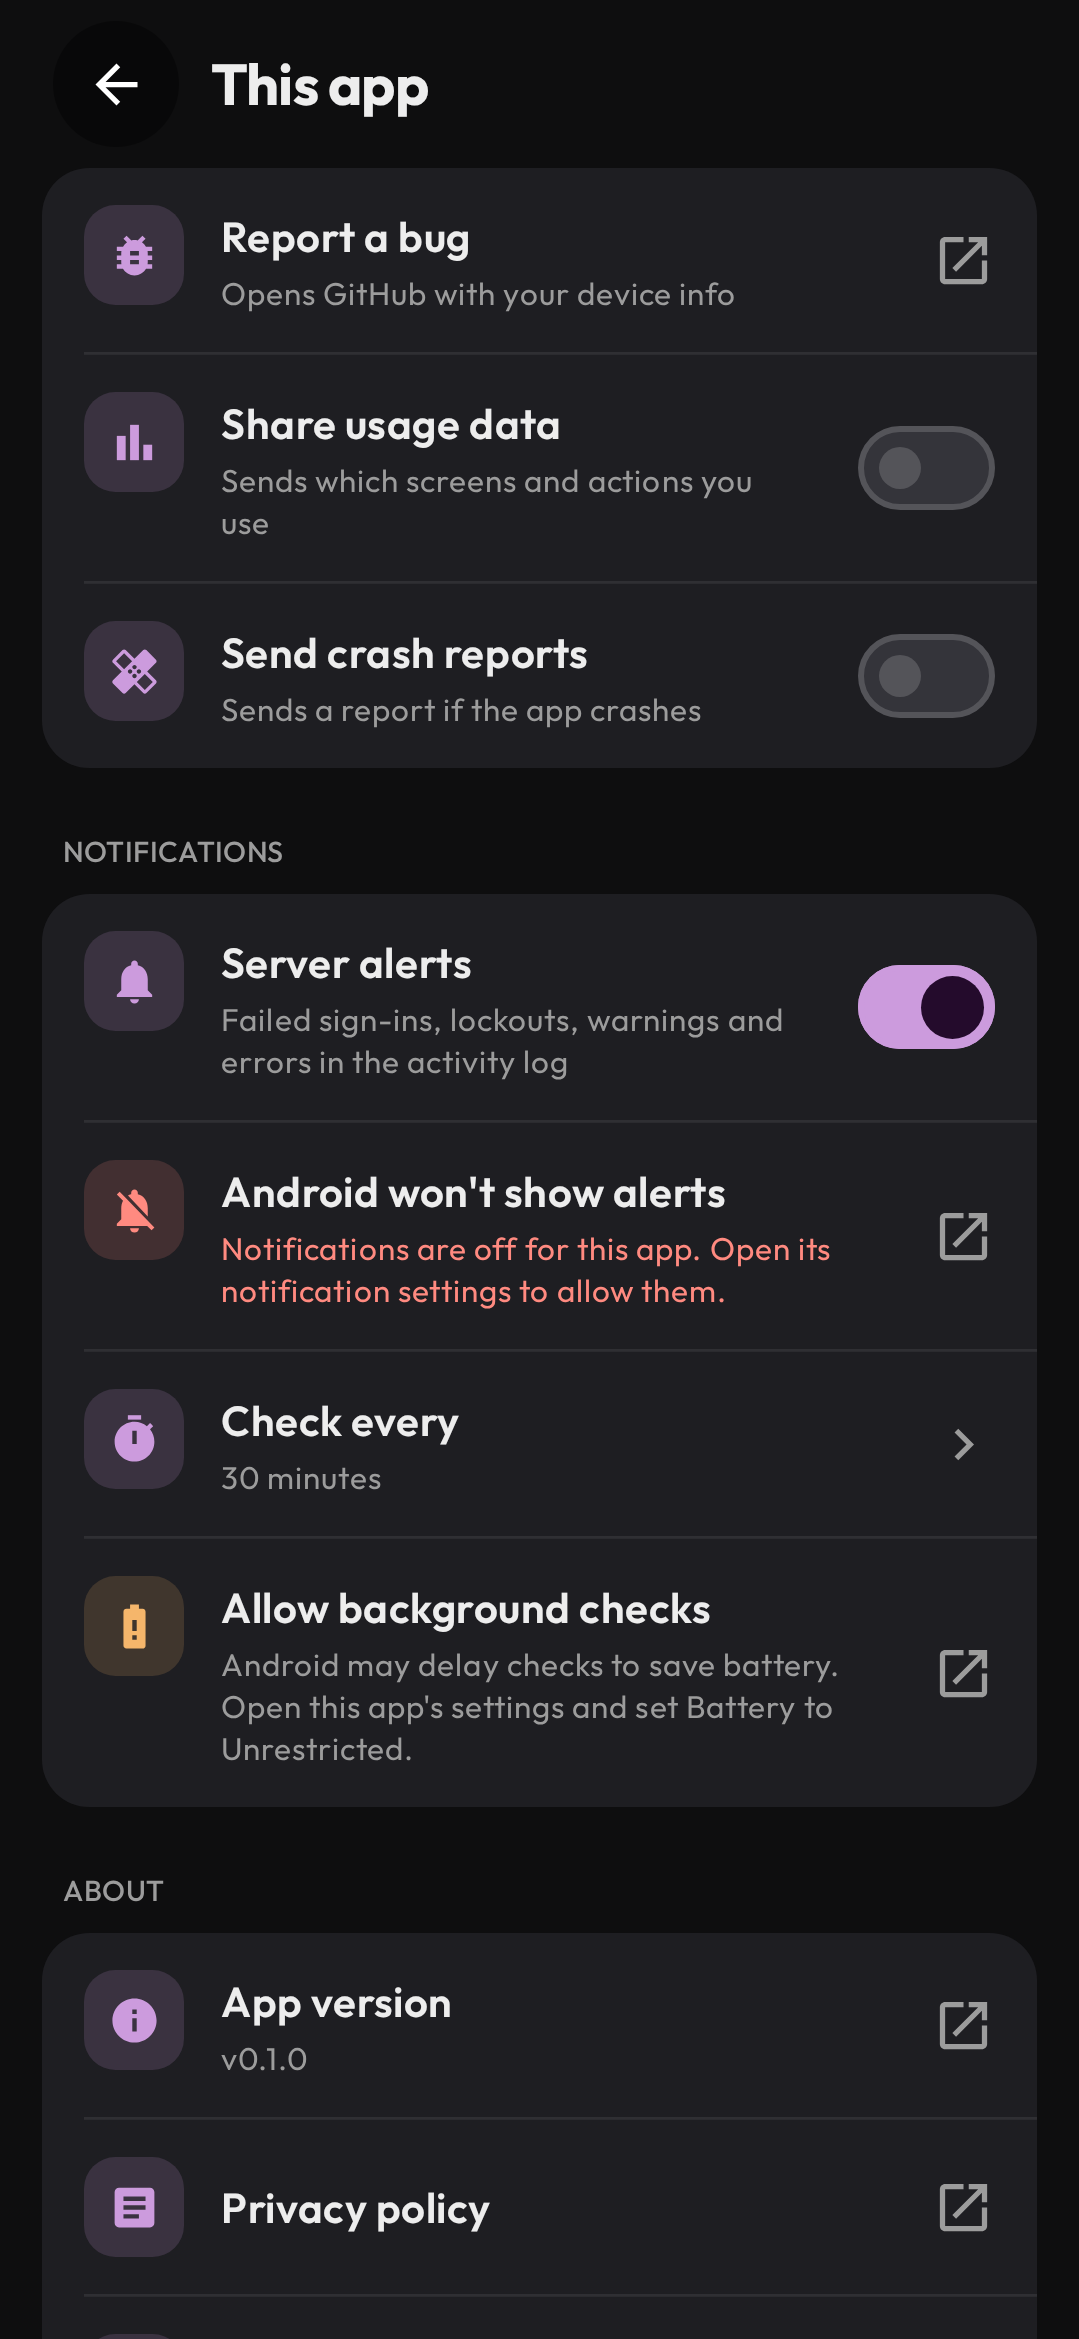 This app
Report a bug
Opens GitHub with your device info
Share usage data
Sends which screens and actions you
use
Send crash reports
Sends a report if the app crashes
NOTIFICATIONS
Server alerts
Failed sign-ins, lockouts, warnings and
errors in the activity log
Android won't show alerts
Notifications are off for this app. Open its
notification settings to allow them.
Check every
30 minutes
Allow background checks
Android may delay checks to save battery.
Open this app's settings and set Battery to
Unrestricted.
ABOUT
App version
v0.1.0
Privacy policy